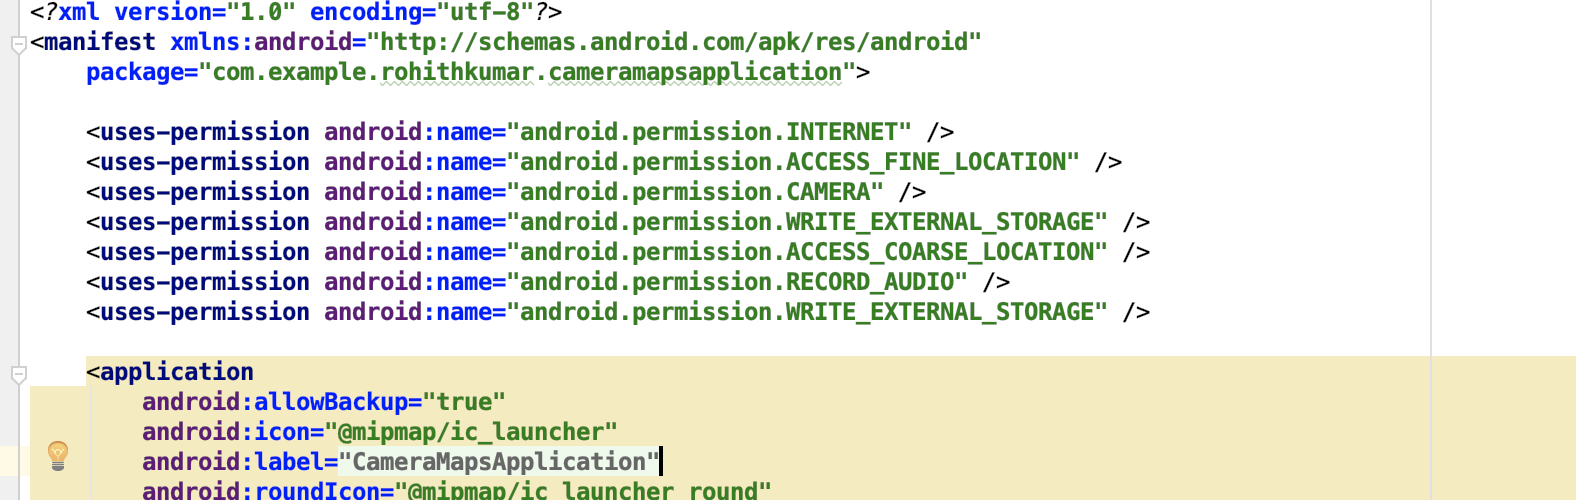 <?xml version="1.0" encoding="utf-8"?>
<manifest xmlns:android="http://schemas.android.com/apk/res/android"
    package="com.example.rohithkumar.cameramapsapplication">

    <uses-permission android:name="android.permission.INTERNET" />
    <uses-permission android:name="android.permission.ACCESS_FINE_LOCATION" />
    <uses-permission android:name="android.permission.CAMERA" />
    <uses-permission android:name="android.permission.WRITE_EXTERNAL_STORAGE" />
    <uses-permission android:name="android.permission.ACCESS_COARSE_LOCATION" />
    <uses-permission android:name="android.permission.RECORD_AUDIO" />
    <uses-permission android:name="android.permission.WRITE_EXTERNAL_STORAGE" />

    <application
        android:allowBackup="true"
        android:icon="@mipmap/ic_launcher"
        android:label="CameraMapsApplication"
        android:roundIcon="@mipmap/ic_launcher_round"